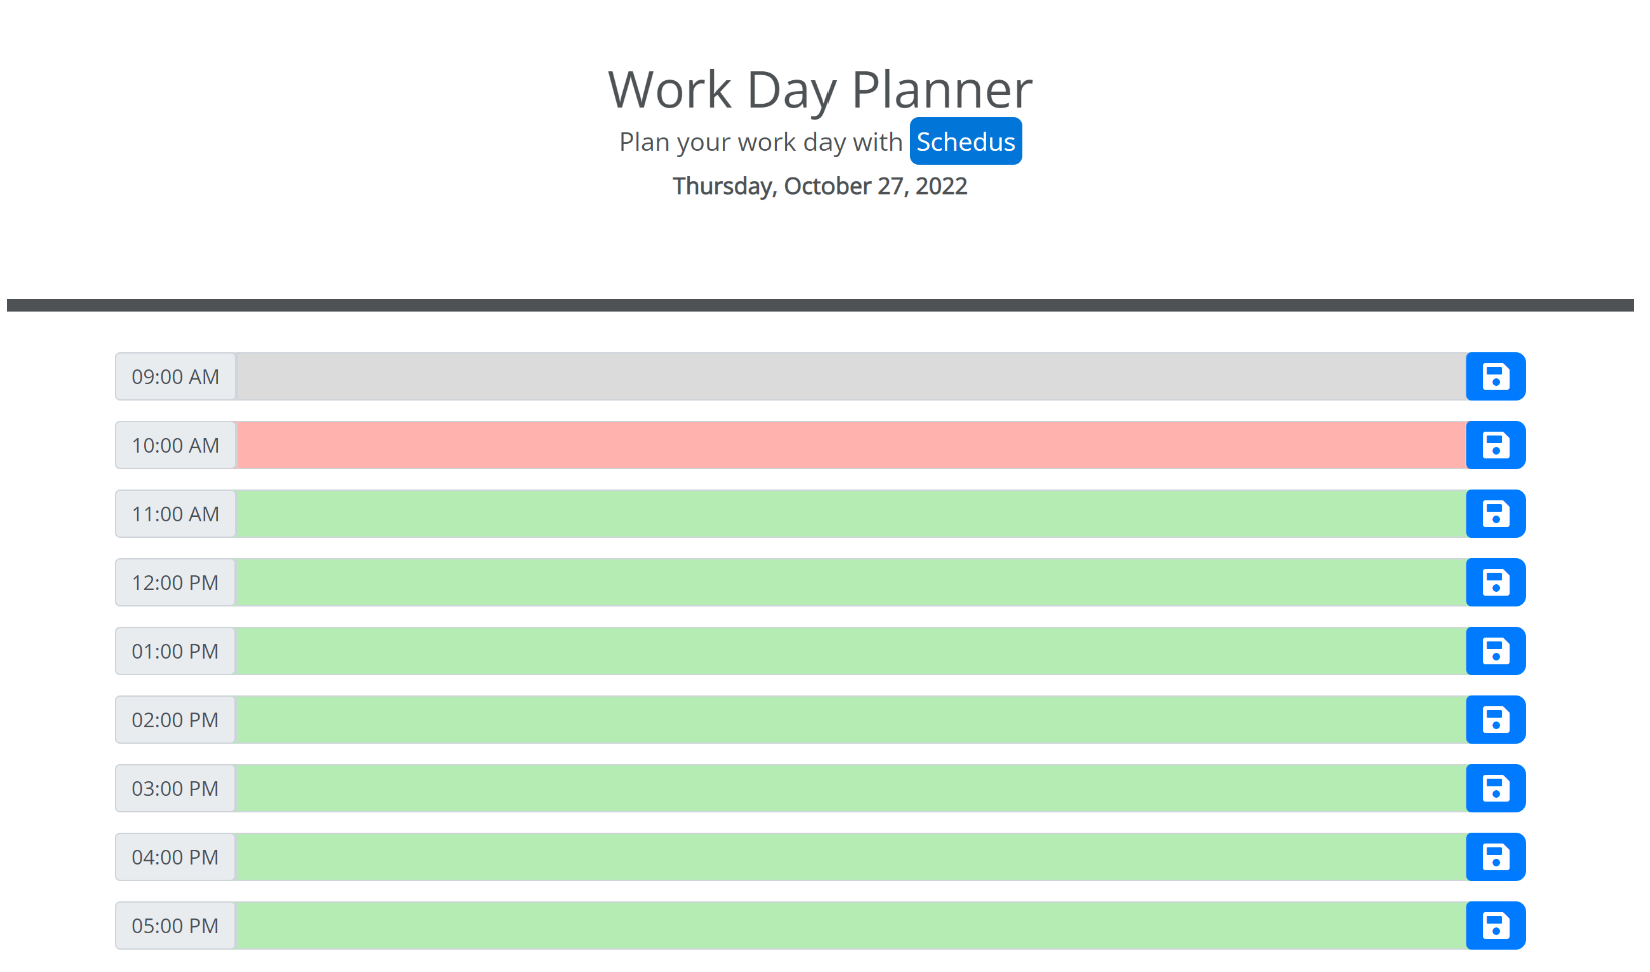 Work Day Planner
Plan your work day with Schedus
Thursday, October 27, 2022
09:00 AM
10:00 AM
11:00 AM
12:00 PM
01:00 PM
02:00 PM
03:00 PM
04:00 PM
05:00 PM